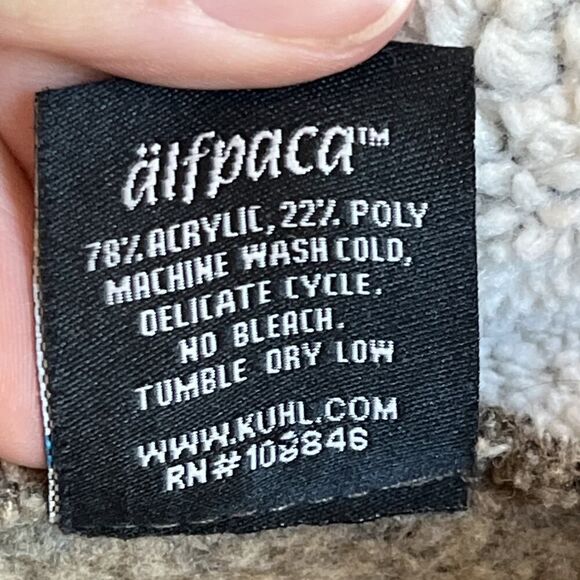 älfpaca™
78% ACRYLIC, 22% POLY
MACHINE WASH COLD,
DELICATE CYCLE.
NO BLEACH.
TUMBLE DRY LOW
WWW.KUHL.COM
RN# 108846